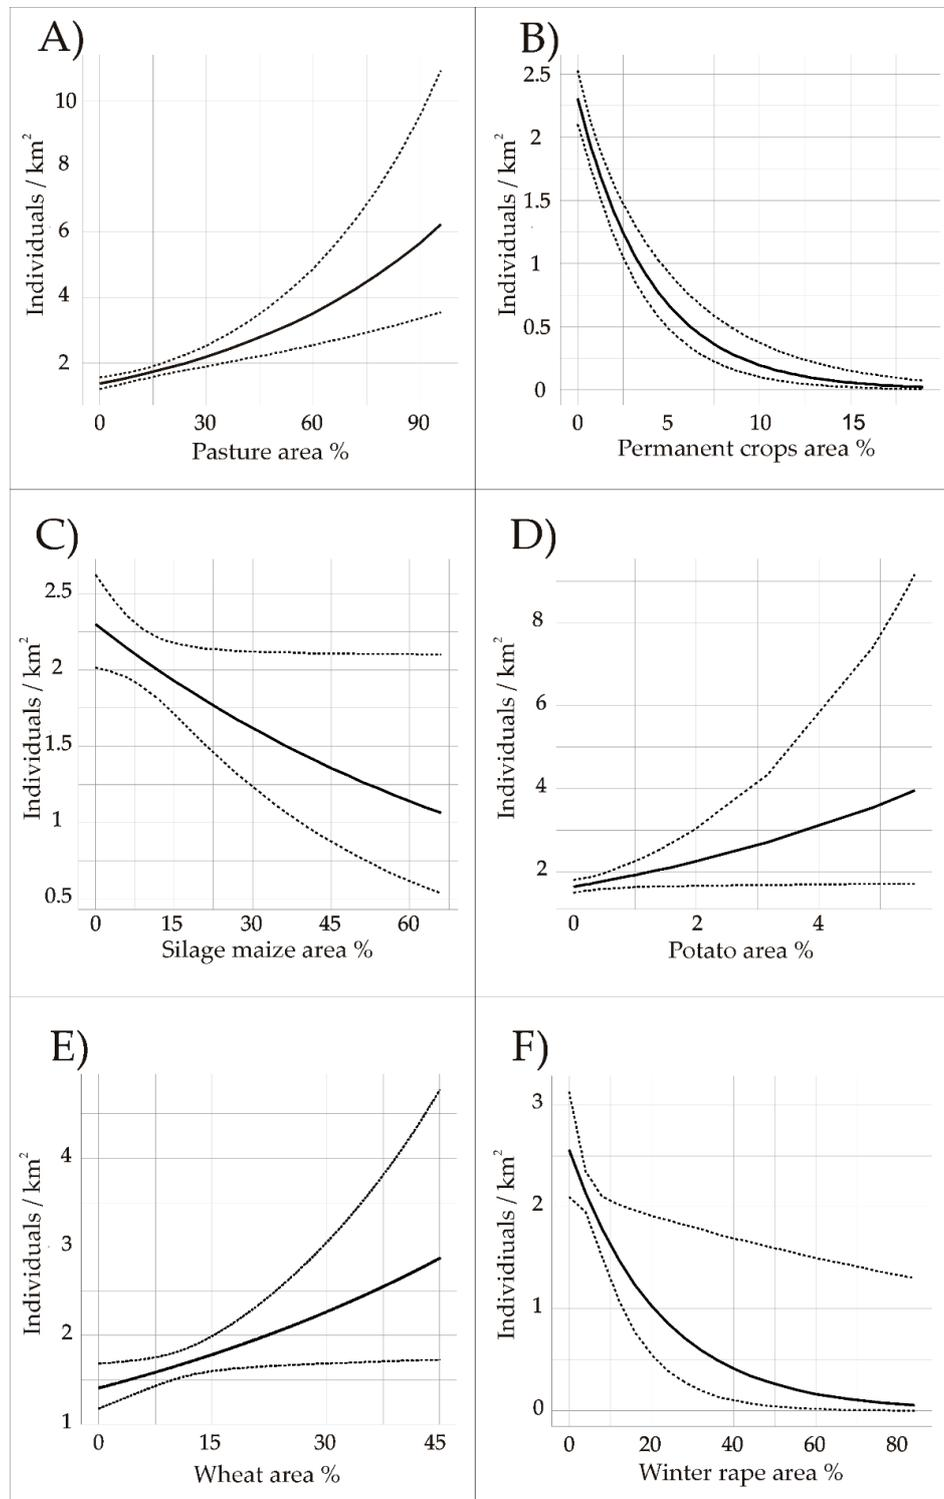 A)
Individuals / km²
10
8
6
4
2
0 30 60 90
Pasture area %
B)
Individuals / km²
2.5
2
1.5
1
0.5
0
0 5 10 15
Permanent crops area %
C)
Individuals / km²
2.5
2
1.5
1
0.5
0 15 30 45 60
Silage maize area %
D)
Individuals / km²
8
6
4
2
0 2 4
Potato area %
E)
Individuals / km²
4
3
2
1
0 15 30 45
Wheat area %
F)
Individiuals / km²
3
2
1
0
0 20 40 60 80
Winter rape area %